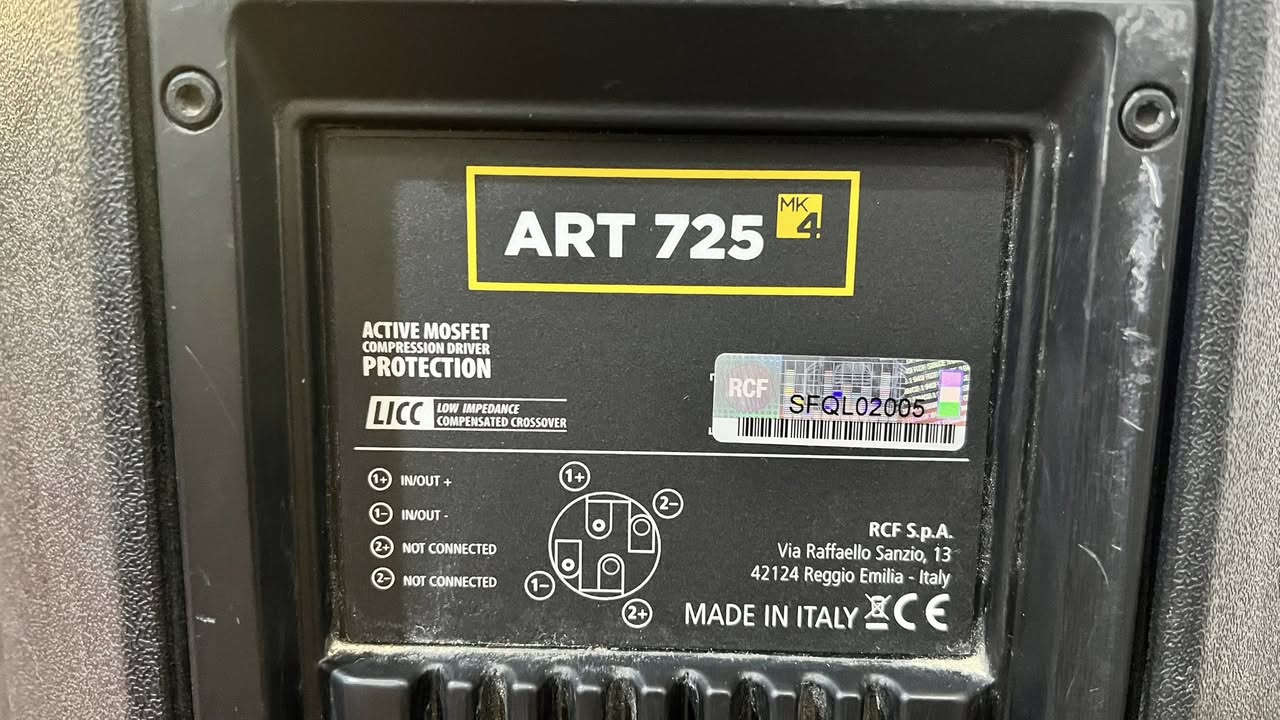 ART 725 MK 4
ACTIVE MOSFET
COMPRESSION DRIVER
PROTECTION
LICC LOW IMPEDANCE
COMPENSATED CROSSOVER
RCF
SFQL02005
1+ IN/OUT +
1– IN/OUT -
2+ NOT CONNECTED
2– NOT CONNECTED
1+
2–
1–
2+
RCF S.p.A.
Via Raffaello Sanzio, 13
42124 Reggio Emilia - Italy
MADE IN ITALY CE